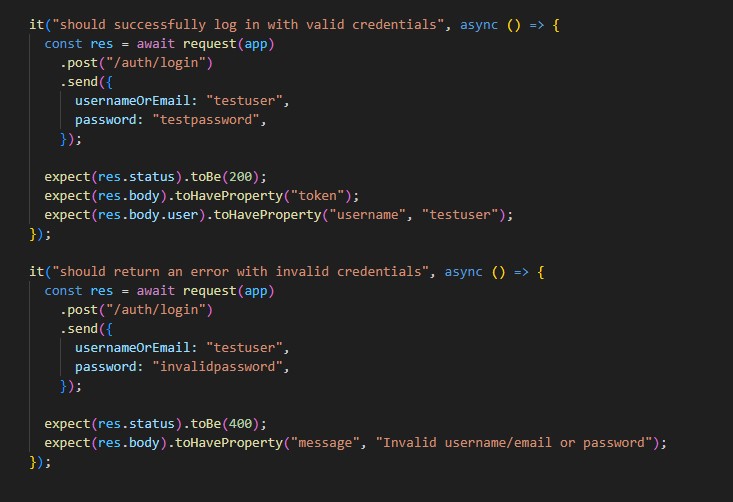 it("should successfully log in with valid credentials", async () => {
  const res = await request(app)
    .post("/auth/login")
    .send({
      usernameOrEmail: "testuser",
      password: "testpassword",
    });

  expect(res.status).toBe(200);
  expect(res.body).toHaveProperty("token");
  expect(res.body.user).toHaveProperty("username", "testuser");
});

it("should return an error with invalid credentials", async () => {
  const res = await request(app)
    .post("/auth/login")
    .send({
      usernameOrEmail: "testuser",
      password: "invalidpassword",
    });

  expect(res.status).toBe(400);
  expect(res.body).toHaveProperty("message", "Invalid username/email or password");
});